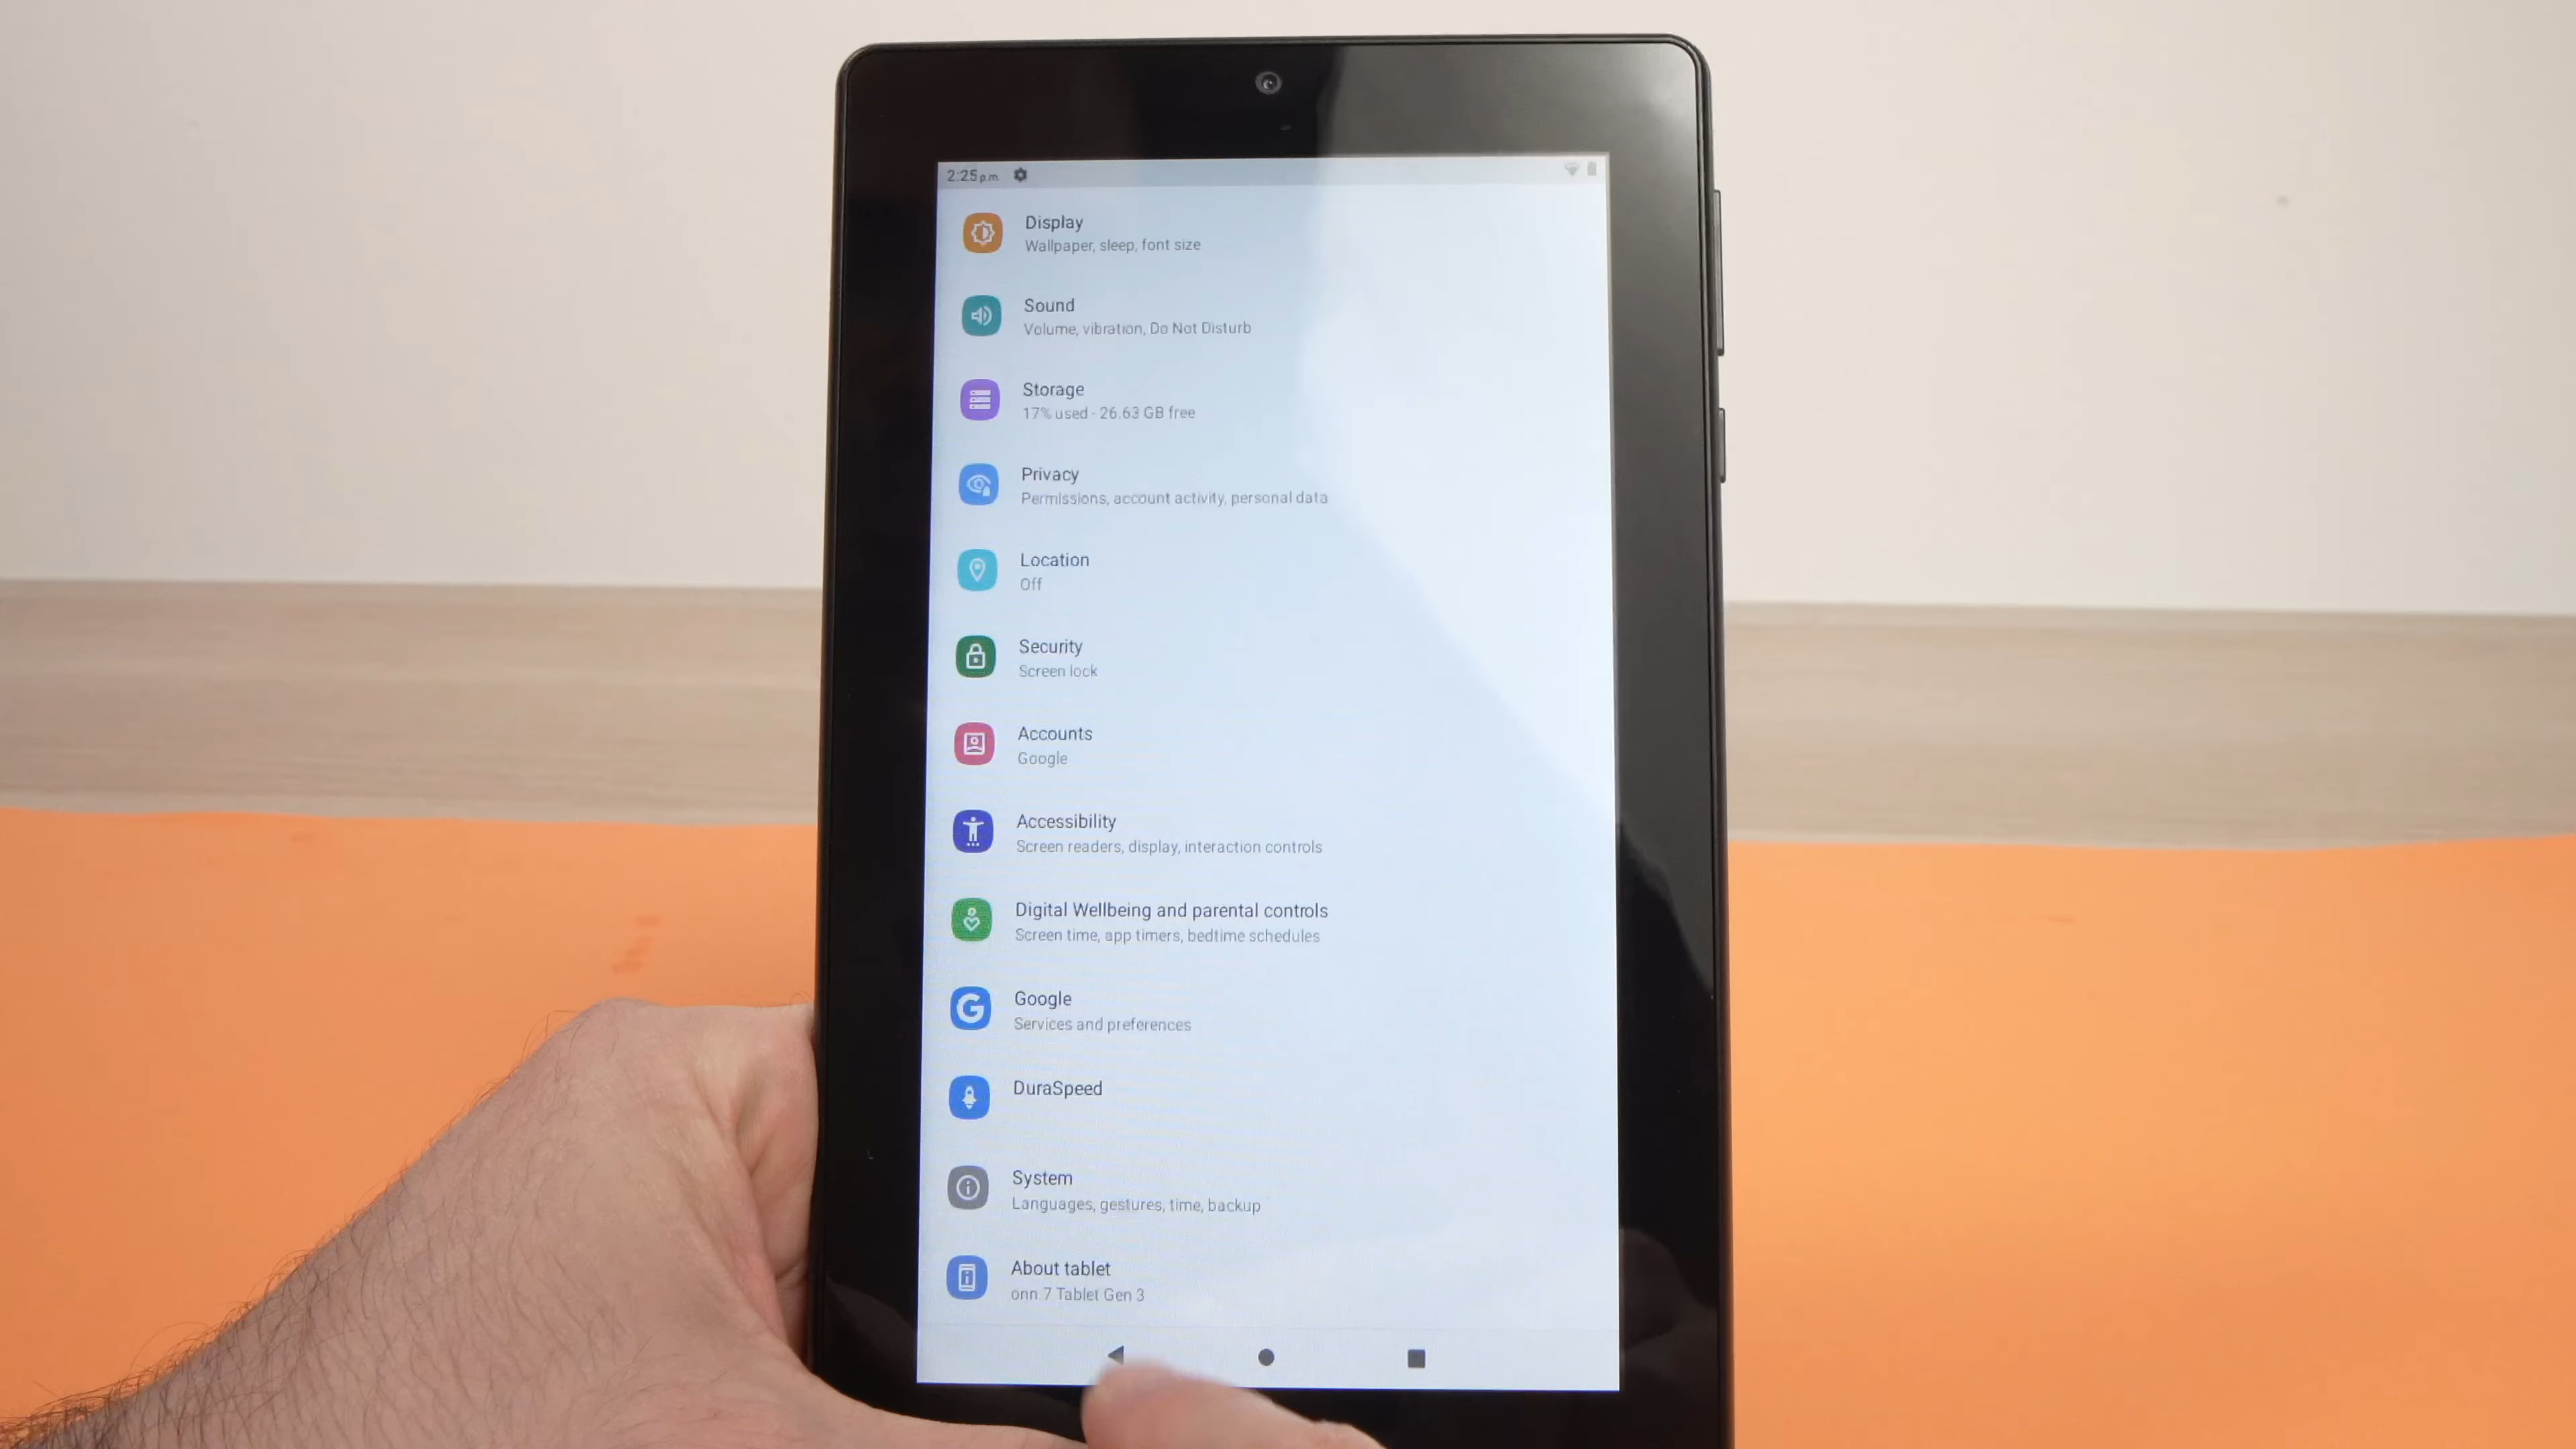 2:25 p.m.
Display
Wallpaper, sleep, font size
Sound
Volume, vibration, Do Not Disturb
Storage
17% used - 26.63 GB free
Privacy
Permissions, account activity, personal data
Location
Off
Security
Screen lock
Accounts
Google
Accessibility
Screen readers, display, interaction controls
Digital Wellbeing and parental controls
Screen time, app timers, bedtime schedules
G
Google
Services and preferences
DuraSpeed
System
Languages, gestures, time, backup
About tablet
onn.7 Tablet Gen 3